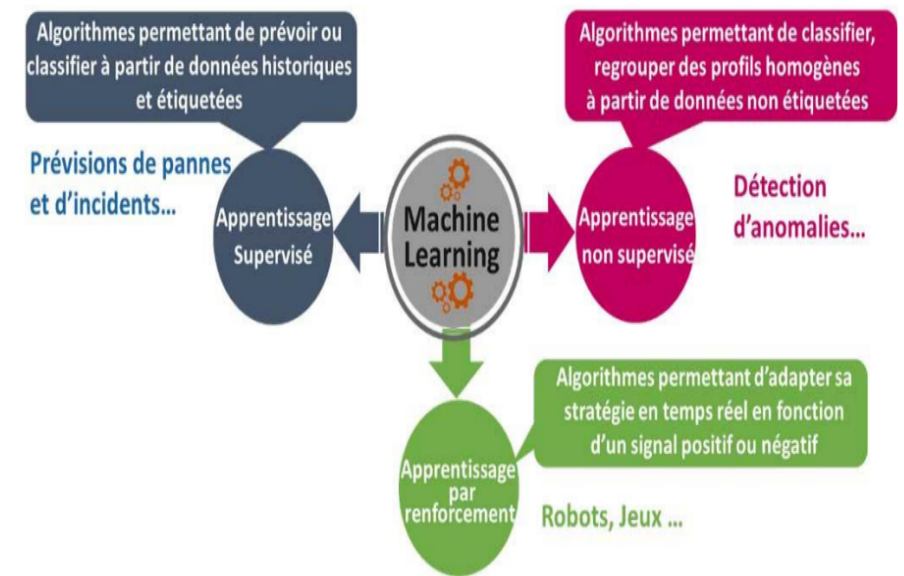 Algorithmes permettant de prévoir ou
classifier à partir de données historiques
et étiquetées
Algorithmes permettant de classifier,
regrouper des profils homogènes
à partir de données non étiquetées
Prévisions de pannes
et d’incidents...
Apprentissage
Supervisé
Machine
Learning
Apprentissage
non supervisé
Détection
d’anomalies...
Algorithmes permettant d’adapter sa
stratégie en temps réel en fonction
d’un signal positif ou négatif
Apprentissage
par
renforcement
Robots, Jeux ...